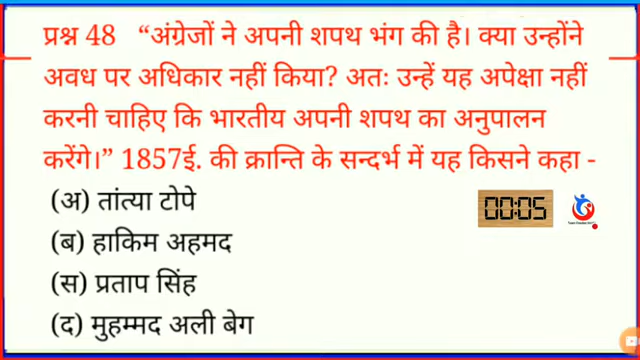 प्रश्न 48 “अंग्रेजों ने अपनी शपथ भंग की है। क्या उन्होंने
अवध पर अधिकार नहीं किया? अतः उन्हें यह अपेक्षा नहीं
करनी चाहिए कि भारतीय अपनी शपथ का अनुपालन
करेंगे।” 1857ई. की क्रान्ति के सन्दर्भ में यह किसने कहा -
(अ) तांत्या टोपे
(ब) हाकिम अहमद
(स) प्रताप सिंह
(द) मुहम्मद अली बेग
00:05